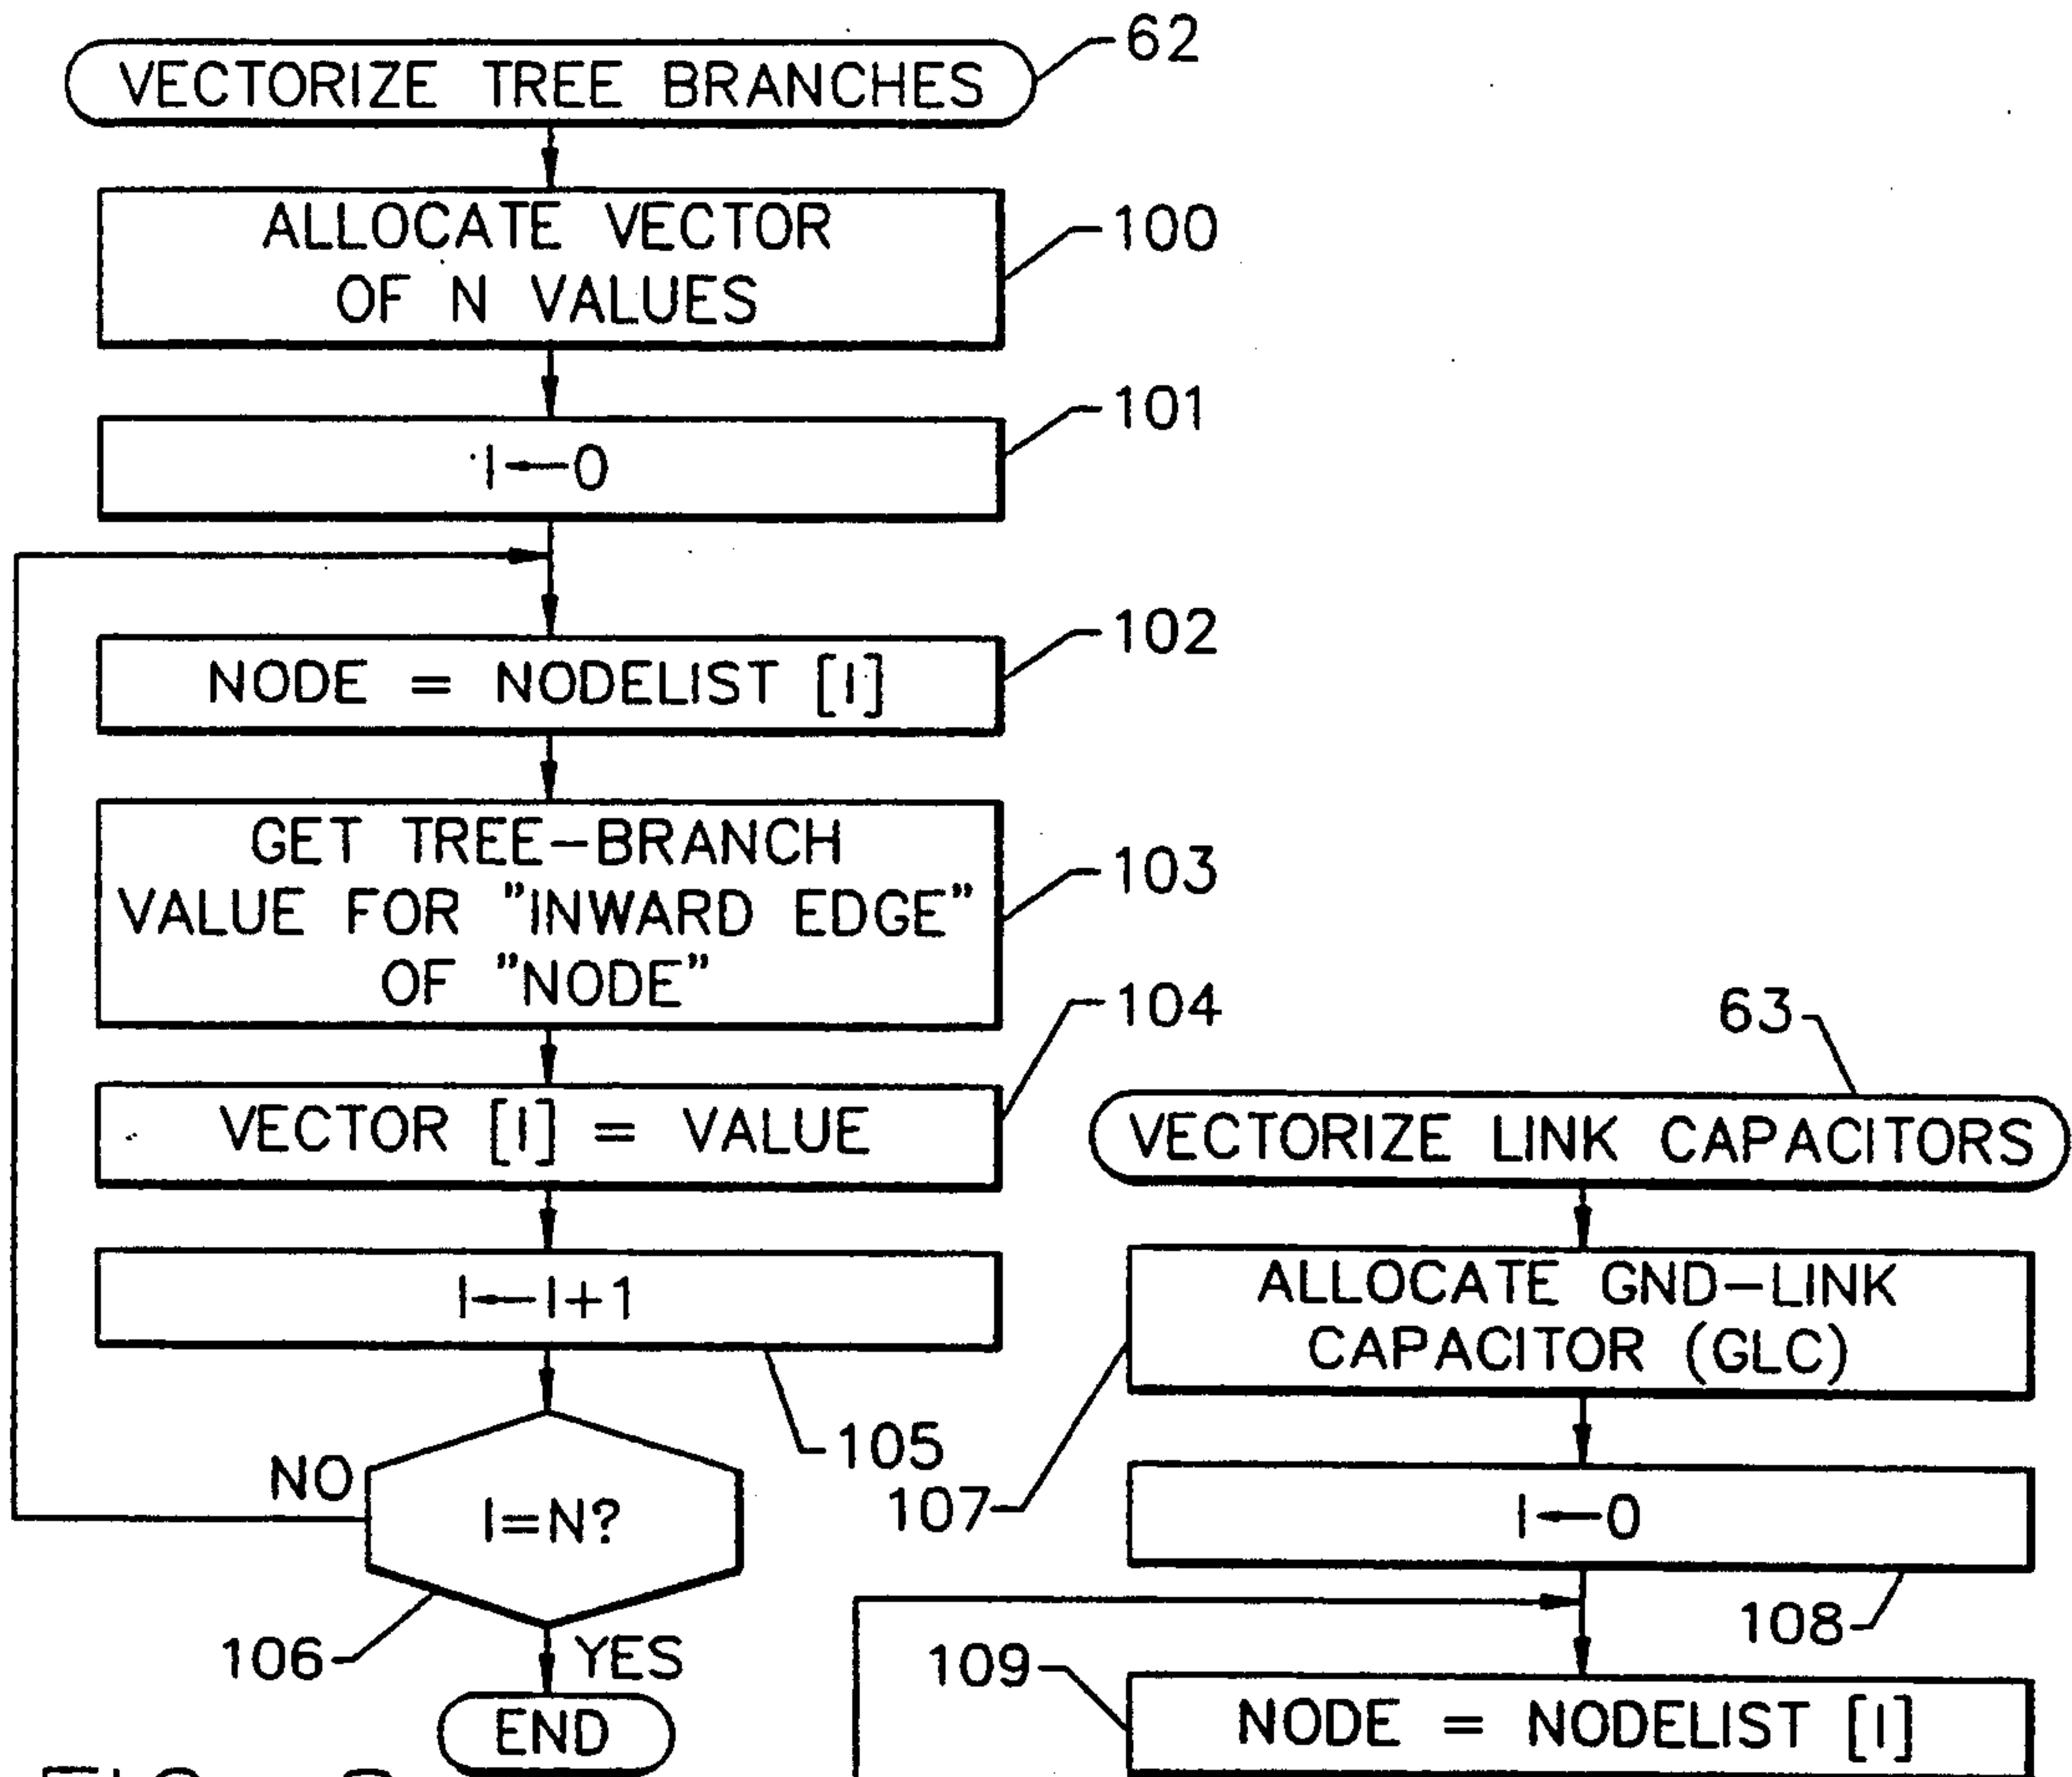 VECTORIZE TREE BRANCHES
62
ALLOCATE VECTOR
OF N VALUES
100
I←0
101
NODE = NODELIST [I]
102
GET TREE-BRANCH
VALUE FOR "INWARD EDGE"
OF "NODE"
103
VECTOR [I] = VALUE
104
I←I+1
105
I=N?
NO
106
YES
END
63
VECTORIZE LINK CAPACITORS
ALLOCATE GND-LINK
CAPACITOR (GLC)
107
I←0
108
109
NODE = NODELIST [I]